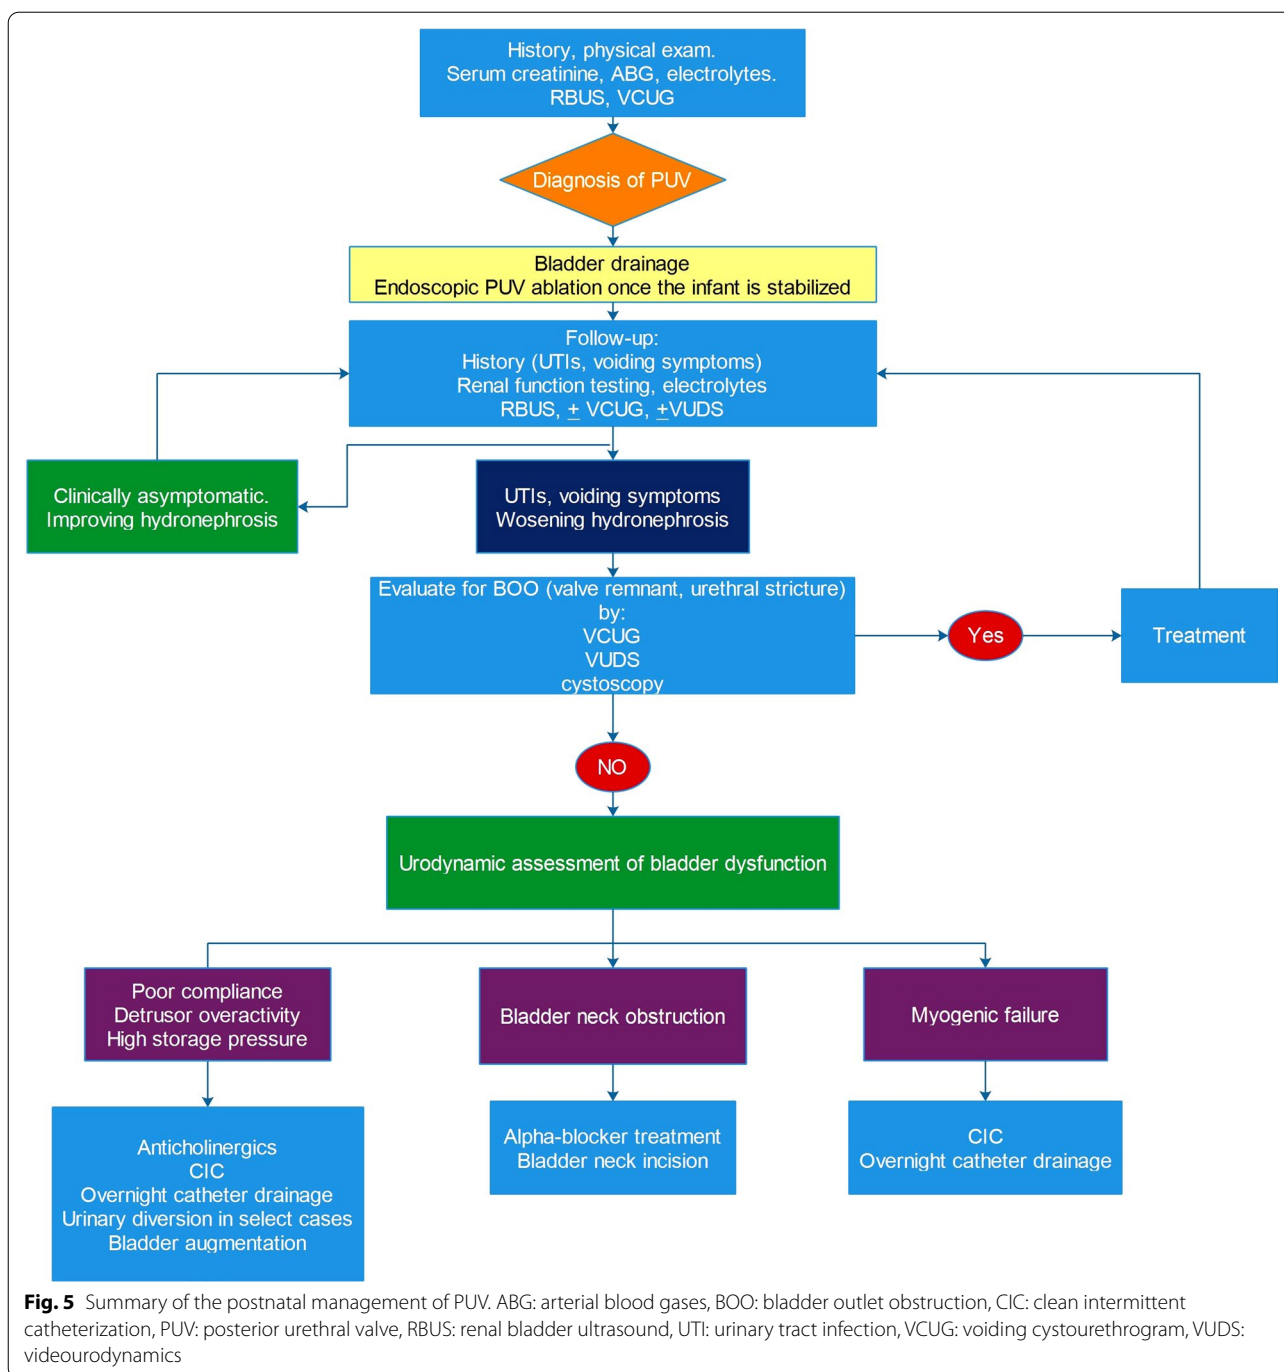 History, physical exam.
Serum creatinine, ABG, electrolytes.
RBUS, VCUG
Diagnosis of PUV
Bladder drainage
Endoscopic PUV ablation once the infant is stabilized
Follow-up:
History (UTIs, voiding symptoms)
Renal function testing, electrolytes
RBUS, ± VCUG, ±VUDS
Clinically asymptomatic.
Improving hydronephrosis
UTIs, voiding symptoms
Wosening hydronephrosis
Evaluate for BOO (valve remnant, urethral stricture)
by:
VCUG
VUDS
cystoscopy
Yes
Treatment
NO
Urodynamic assessment of bladder dysfunction
Poor compliance
Detrusor overactivity
High storage pressure
Bladder neck obstruction
Myogenic failure
Anticholinergics
CIC
Overnight catheter drainage
Urinary diversion in select cases
Bladder augmentation
Alpha-blocker treatment
Bladder neck incision
CIC
Overnight catheter drainage
Fig. 5 Summary of the postnatal management of PUV. ABG: arterial blood gases, BOO: bladder outlet obstruction, CIC: clean intermittent
catheterization, PUV: posterior urethral valve, RBUS: renal bladder ultrasound, UTI: urinary tract infection, VCUG: voiding cystourethrogram, VUDS:
videourodynamics